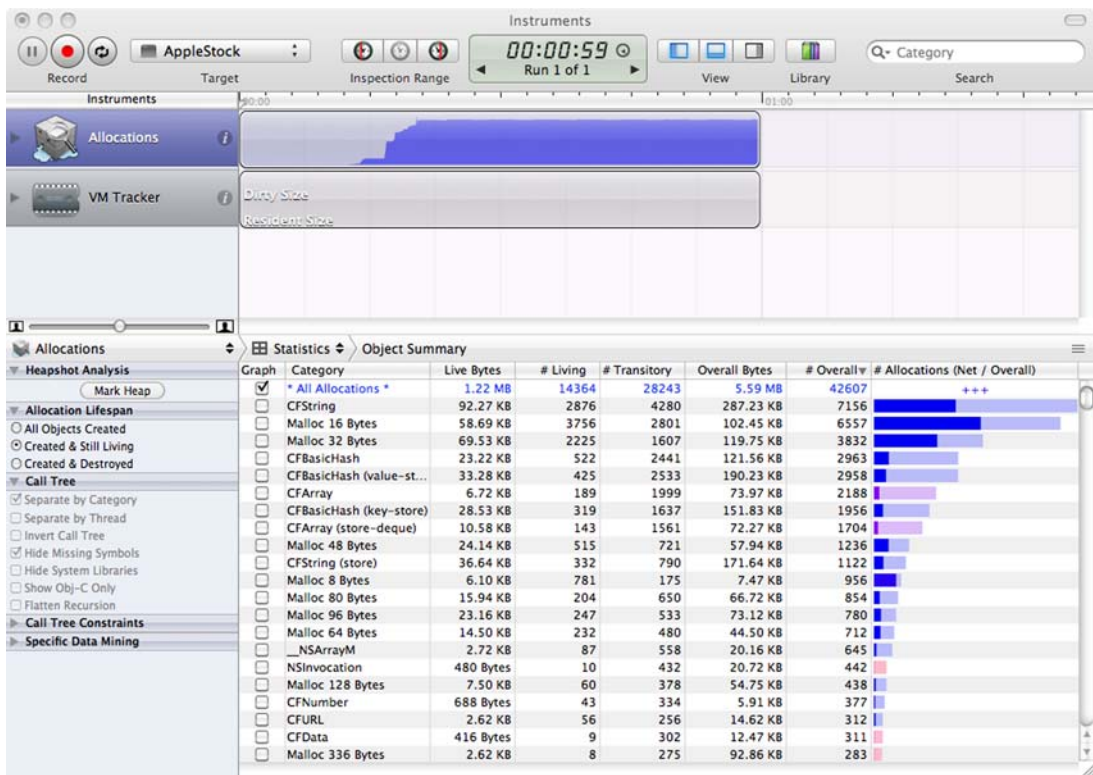 Instruments
AppleStock
00:00:59
Run 1 of 1
Q- Category
Record
Target
Inspection Range
View
Library
Search
Instruments
00:00
01:00
Allocations
VM Tracker
Dirty Size
Resident Size
Allocations
Statistics
Object Summary
Heapshot Analysis
Mark Heap
Allocation Lifespan
All Objects Created
Created & Still Living
Created & Destroyed
Call Tree
Separate by Category
Separate by Thread
Invert Call Tree
Hide Missing Symbols
Hide System Libraries
Show Obj-C Only
Flatten Recursion
Call Tree Constraints
Specific Data Mining
Graph Category Live Bytes # Living # Transitory Overall Bytes # Overall # Allocations (Net / Overall)
* All Allocations * 1.22 MB 14364 28243 5.59 MB 42607 +++
CFString 92.27 KB 2876 4280 287.23 KB 7156
Malloc 16 Bytes 58.69 KB 3756 2801 102.45 KB 6557
Malloc 32 Bytes 69.53 KB 2225 1607 119.75 KB 3832
CFBasicHash 23.22 KB 522 2441 121.56 KB 2963
CFBasicHash (value-st... 33.28 KB 425 2533 190.23 KB 2958
CFArray 6.72 KB 189 1999 73.97 KB 2188
CFBasicHash (key-store) 28.53 KB 319 1637 151.83 KB 1956
CFArray (store-deque) 10.58 KB 143 1561 72.27 KB 1704
Malloc 48 Bytes 24.14 KB 515 721 57.94 KB 1236
CFString (store) 36.64 KB 332 790 171.64 KB 1122
Malloc 8 Bytes 6.10 KB 781 175 7.47 KB 956
Malloc 80 Bytes 15.94 KB 204 650 66.72 KB 854
Malloc 96 Bytes 23.16 KB 247 533 73.12 KB 780
Malloc 64 Bytes 14.50 KB 232 480 44.50 KB 712
__NSArrayM 2.72 KB 87 558 20.16 KB 645
NSInvocation 480 Bytes 10 432 20.72 KB 442
Malloc 128 Bytes 7.50 KB 60 378 54.75 KB 438
CFNumber 688 Bytes 43 334 5.91 KB 377
CFURL 2.62 KB 56 256 14.62 KB 312
CFData 416 Bytes 9 302 12.47 KB 311
Malloc 336 Bytes 2.62 KB 8 275 92.86 KB 283